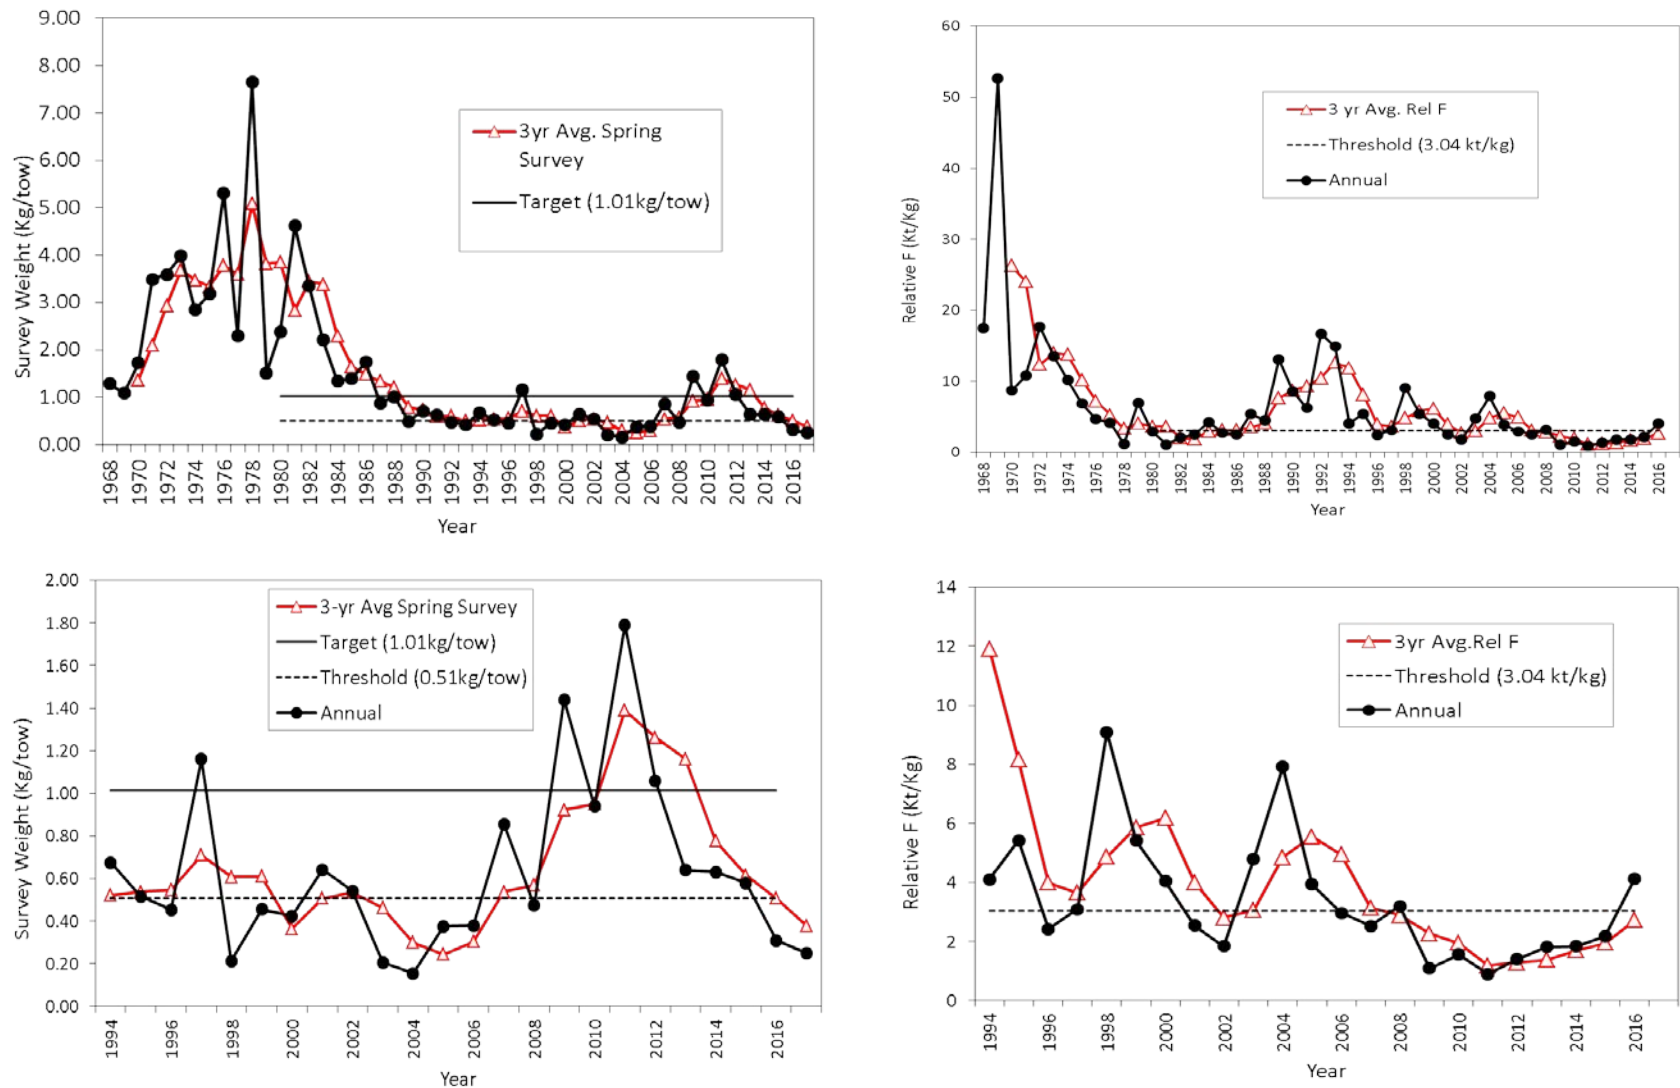 9.00
8.00
7.00
6.00
5.00
4.00
3.00
2.00
1.00
0.00
Survey Weight (Kg/tow)
3yr Avg. Spring
Survey
Target (1.01kg/tow)
1968 1970 1972 1974 1976 1978 1980 1982 1984 1986 1988 1990 1992 1994 1996 1998 2000 2002 2004 2006 2008 2010 2012 2014 2016
Year
60
50
40
30
20
10
0
Relative F (Kt/Kg)
3 yr Avg. Rel F
Threshold (3.04 kt/kg)
Annual
1968 1970 1972 1974 1976 1978 1980 1982 1984 1986 1988 1990 1992 1994 1996 1998 2000 2002 2004 2006 2008 2010 2012 2014 2016
Year
2.00
1.80
1.60
1.40
1.20
1.00
0.80
0.60
0.40
0.20
0.00
Survey Weight (Kg/tow)
3-yr Avg Spring Survey
Target (1.01kg/tow)
Threshold (0.51kg/tow)
Annual
1994 1996 1998 2000 2002 2004 2006 2008 2010 2012 2014 2016
Year
14
12
10
8
6
4
2
0
Relative F (Kt/Kg)
3yr Avg.Rel F
Threshold (3.04 kt/kg)
Annual
1994 1996 1998 2000 2002 2004 2006 2008 2010 2012 2014 2016
Year